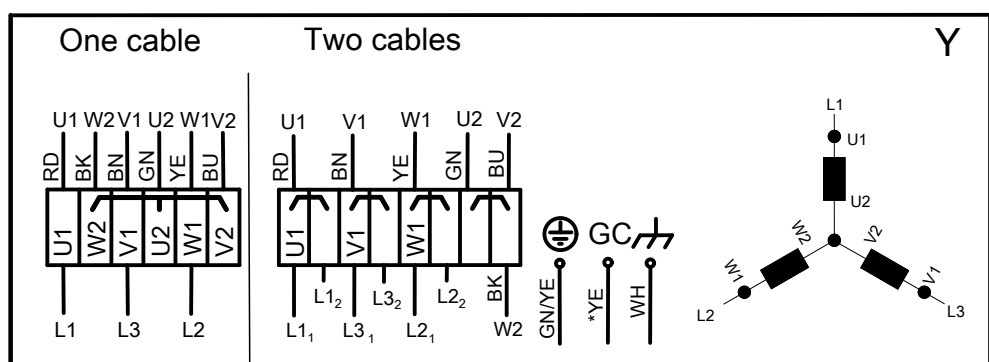 One cable
Two cables
Y
U1 W2 V1 U2 W1 V2
RD BK BN GN YE BU
U1 W2 V1 U2 W1 V2
L1 L3 L2
U1 V1 W1 U2 V2
RD BN YE GN BU
U1 V1 W1
L1₂ L3₂ L2₂ BK
L1₁ L3₁ L2₁ W2
GC
GN/YE *YE WH
L1
U1
U2
W2 V2
W1 V1
L2 L3